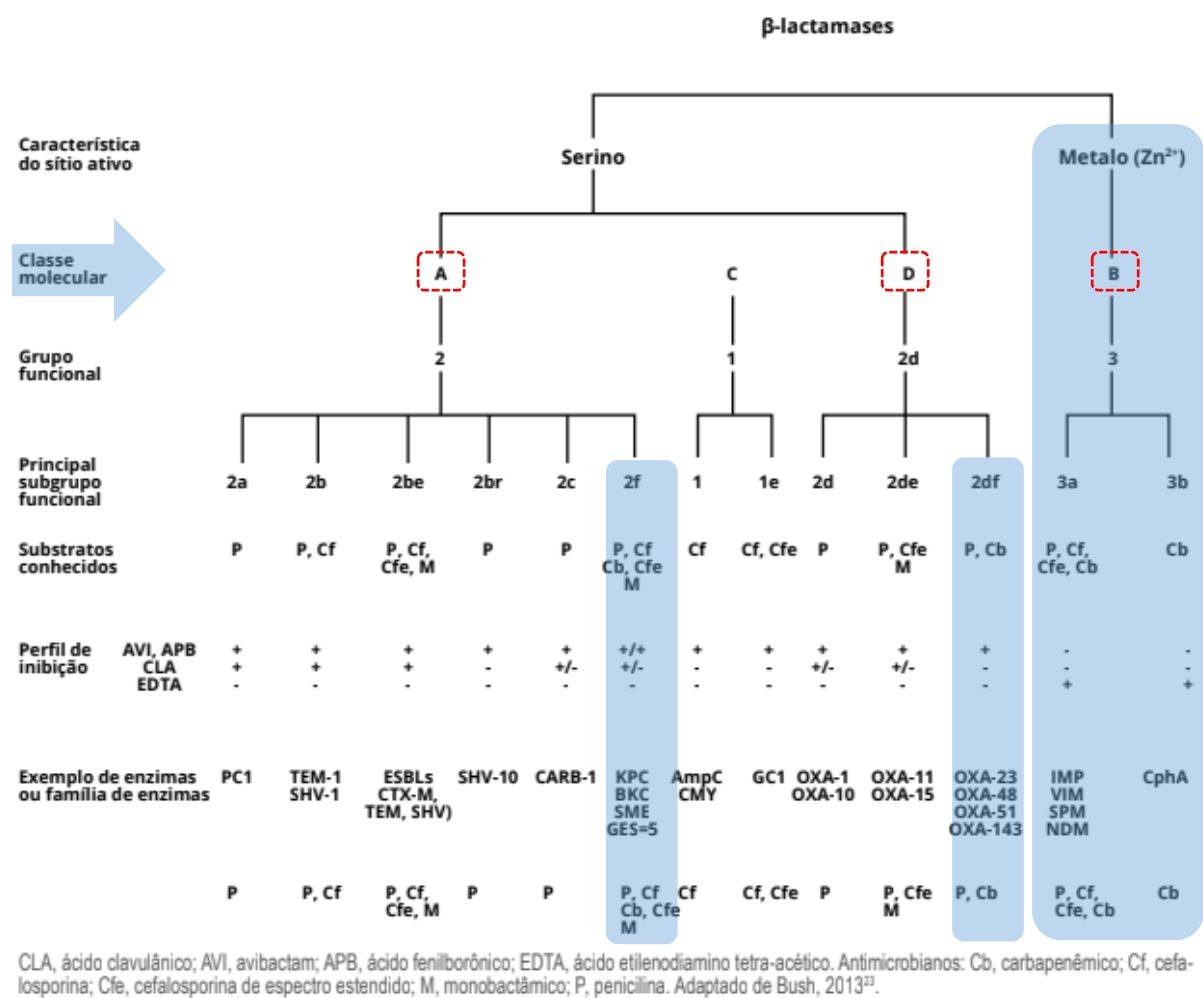 β-lactamases
Característica
do sítio ativo
Serino
Metalo (Zn²⁺)
Classe
molecular
A
C
D
B
Grupo
funcional
2
1
2d
3
Principal
subgrupo
funcional
2a
2b
2be
2br
2c
2f
1
1e
2d
2de
2df
3a
3b
Substratos
conhecidos
P
P, Cf
P, Cf,
Cfe, M
P
P
P, Cf
Cb, Cfe
M
Cf
Cf, Cfe
P
P, Cfe
M
P, Cb
P, Cf,
Cfe, Cb
Cb
Perfil de
inibição
AVI, APB + + + + + +/+ + + + + + - -
CLA + + + - +/- +/- - - +/- +/- - - -
EDTA - - - - - - - - - - - + +
Exemplo de enzimas
ou família de enzimas
PC1
TEM-1
SHV-1
ESBLs
CTX-M,
TEM, SHV)
SHV-10
CARB-1
KPC
BKC
SME
GES=5
AmpC
CMY
GC1
OXA-1
OXA-10
OXA-11
OXA-15
OXA-23
OXA-48
OXA-51
OXA-143
IMP
VIM
SPM
NDM
CphA
P
P, Cf
P, Cf,
Cfe, M
P
P
P, Cf
Cb, Cfe
M
Cf
Cf, Cfe
P
P, Cfe
M
P, Cb
P, Cf,
Cfe, Cb
Cb
CLA, ácido clavulânico; AVI, avibactam; APB, ácido fenilborônico; EDTA, ácido etilenodiamino tetra-acético. Antimicrobianos: Cb, carbapenêmico; Cf, cefa-
losporina; Cfe, cefalosporina de espectro estendido; M, monobactâmico; P, penicilina. Adaptado de Bush, 2013²³.